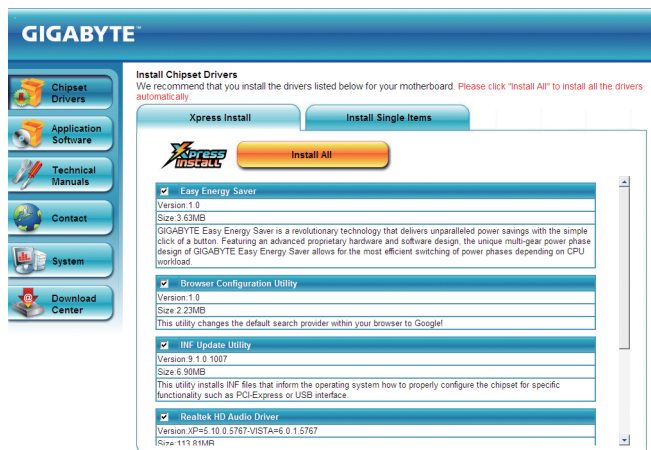 GIGABYTE™
Chipset
Drivers
Application
Software
Technical
Manuals
Contact
System
Download
Center
Install Chipset Drivers
We recommend that you install the drivers listed below for your motherboard. Please click "Install All" to install all the drivers
automatically.
Xpress Install
Install Single Items
Xpress
INSTALL
Install All
Easy Energy Saver
Version:1.0
Size:3.63MB
GIGABYTE Easy Energy Saver is a revolutionary technology that delivers unparalleled power savings with the simple
click of a button. Featuring an advanced proprietary hardware and software design, the unique multi-gear power phase
design of GIGABYTE Easy Energy Saver allows for the most efficient switching of power phases depending on CPU
workload.
Browser Configuration Utility
Version:1.0
Size:2.23MB
This utility changes the default search provider within your browser to Google!
INF Update Utility
Version:9.1.0.1007
Size:6.90MB
This utility installs INF files that inform the operating system how to properly configure the chipset for specific
functionality such as PCI-Express or USB interface.
Realtek HD Audio Driver
Version:XP=5.10.0.5767-VISTA=6.0.1.5767
Size:113.81MB